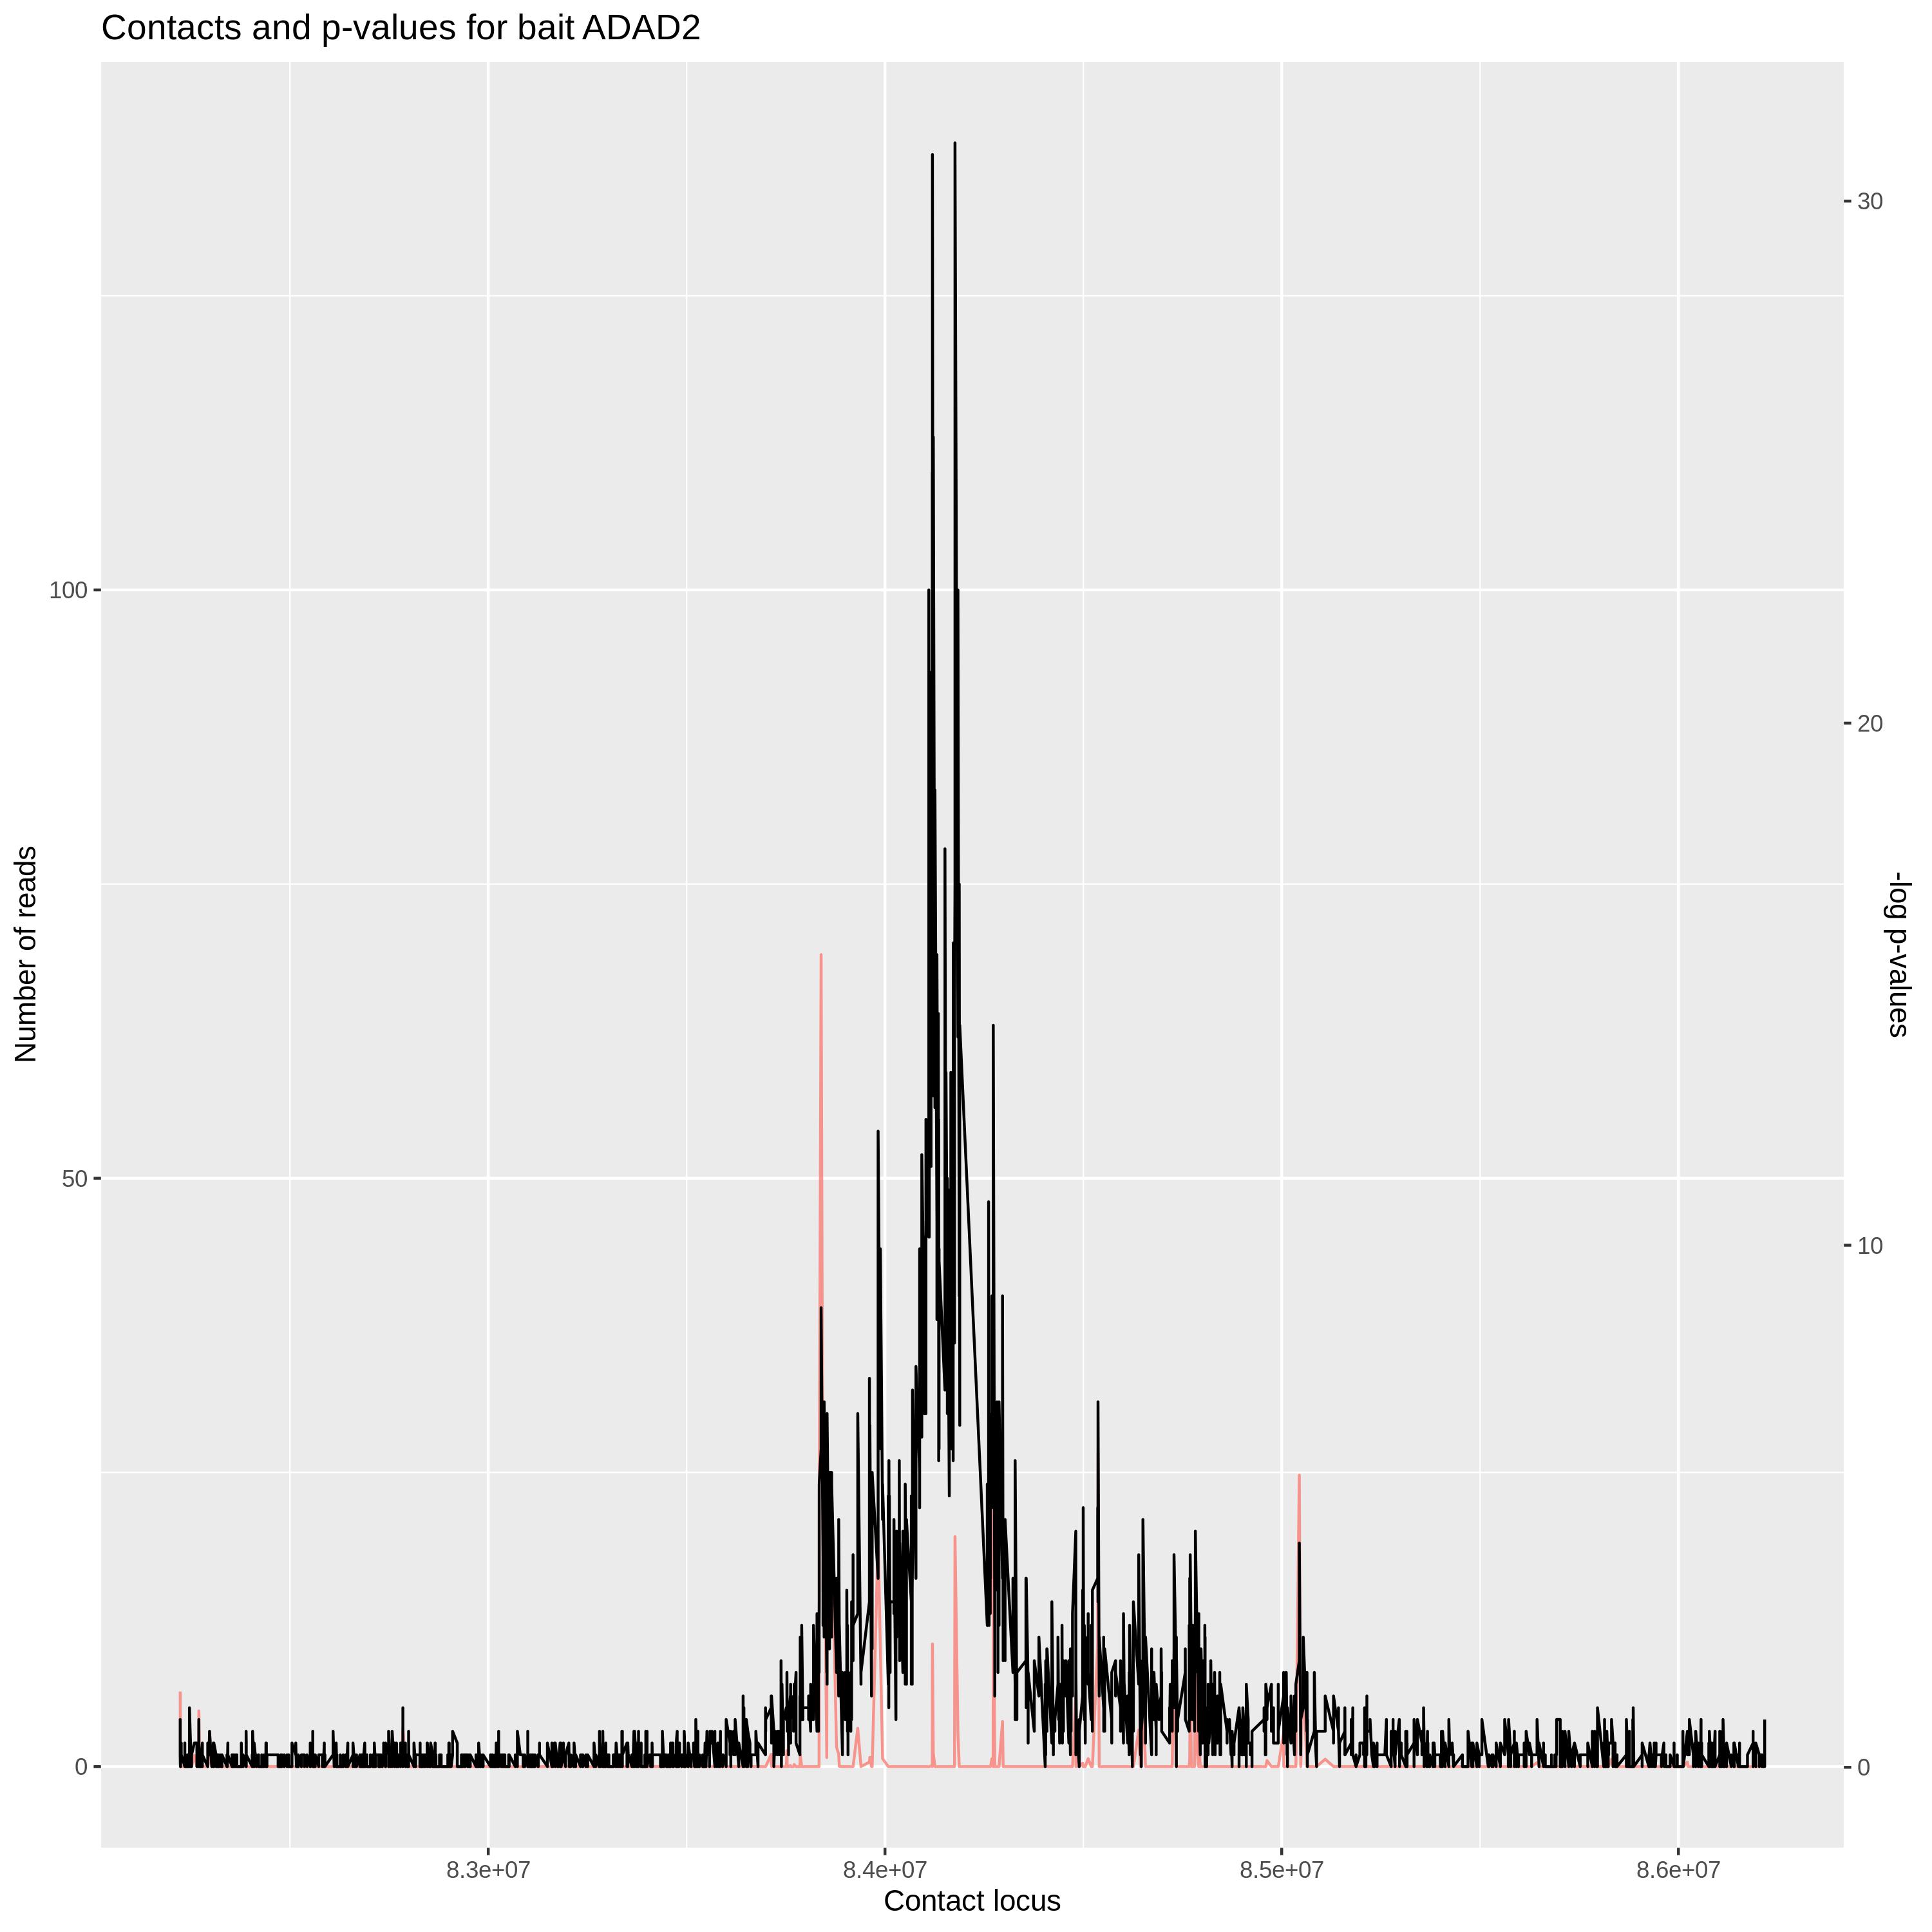 Contacts and p-values for bait ADAD2
Number of reads
100
50
0
30
20
10
0
-log p-values
8.3e+07
8.4e+07
8.5e+07
8.6e+07
Contact locus